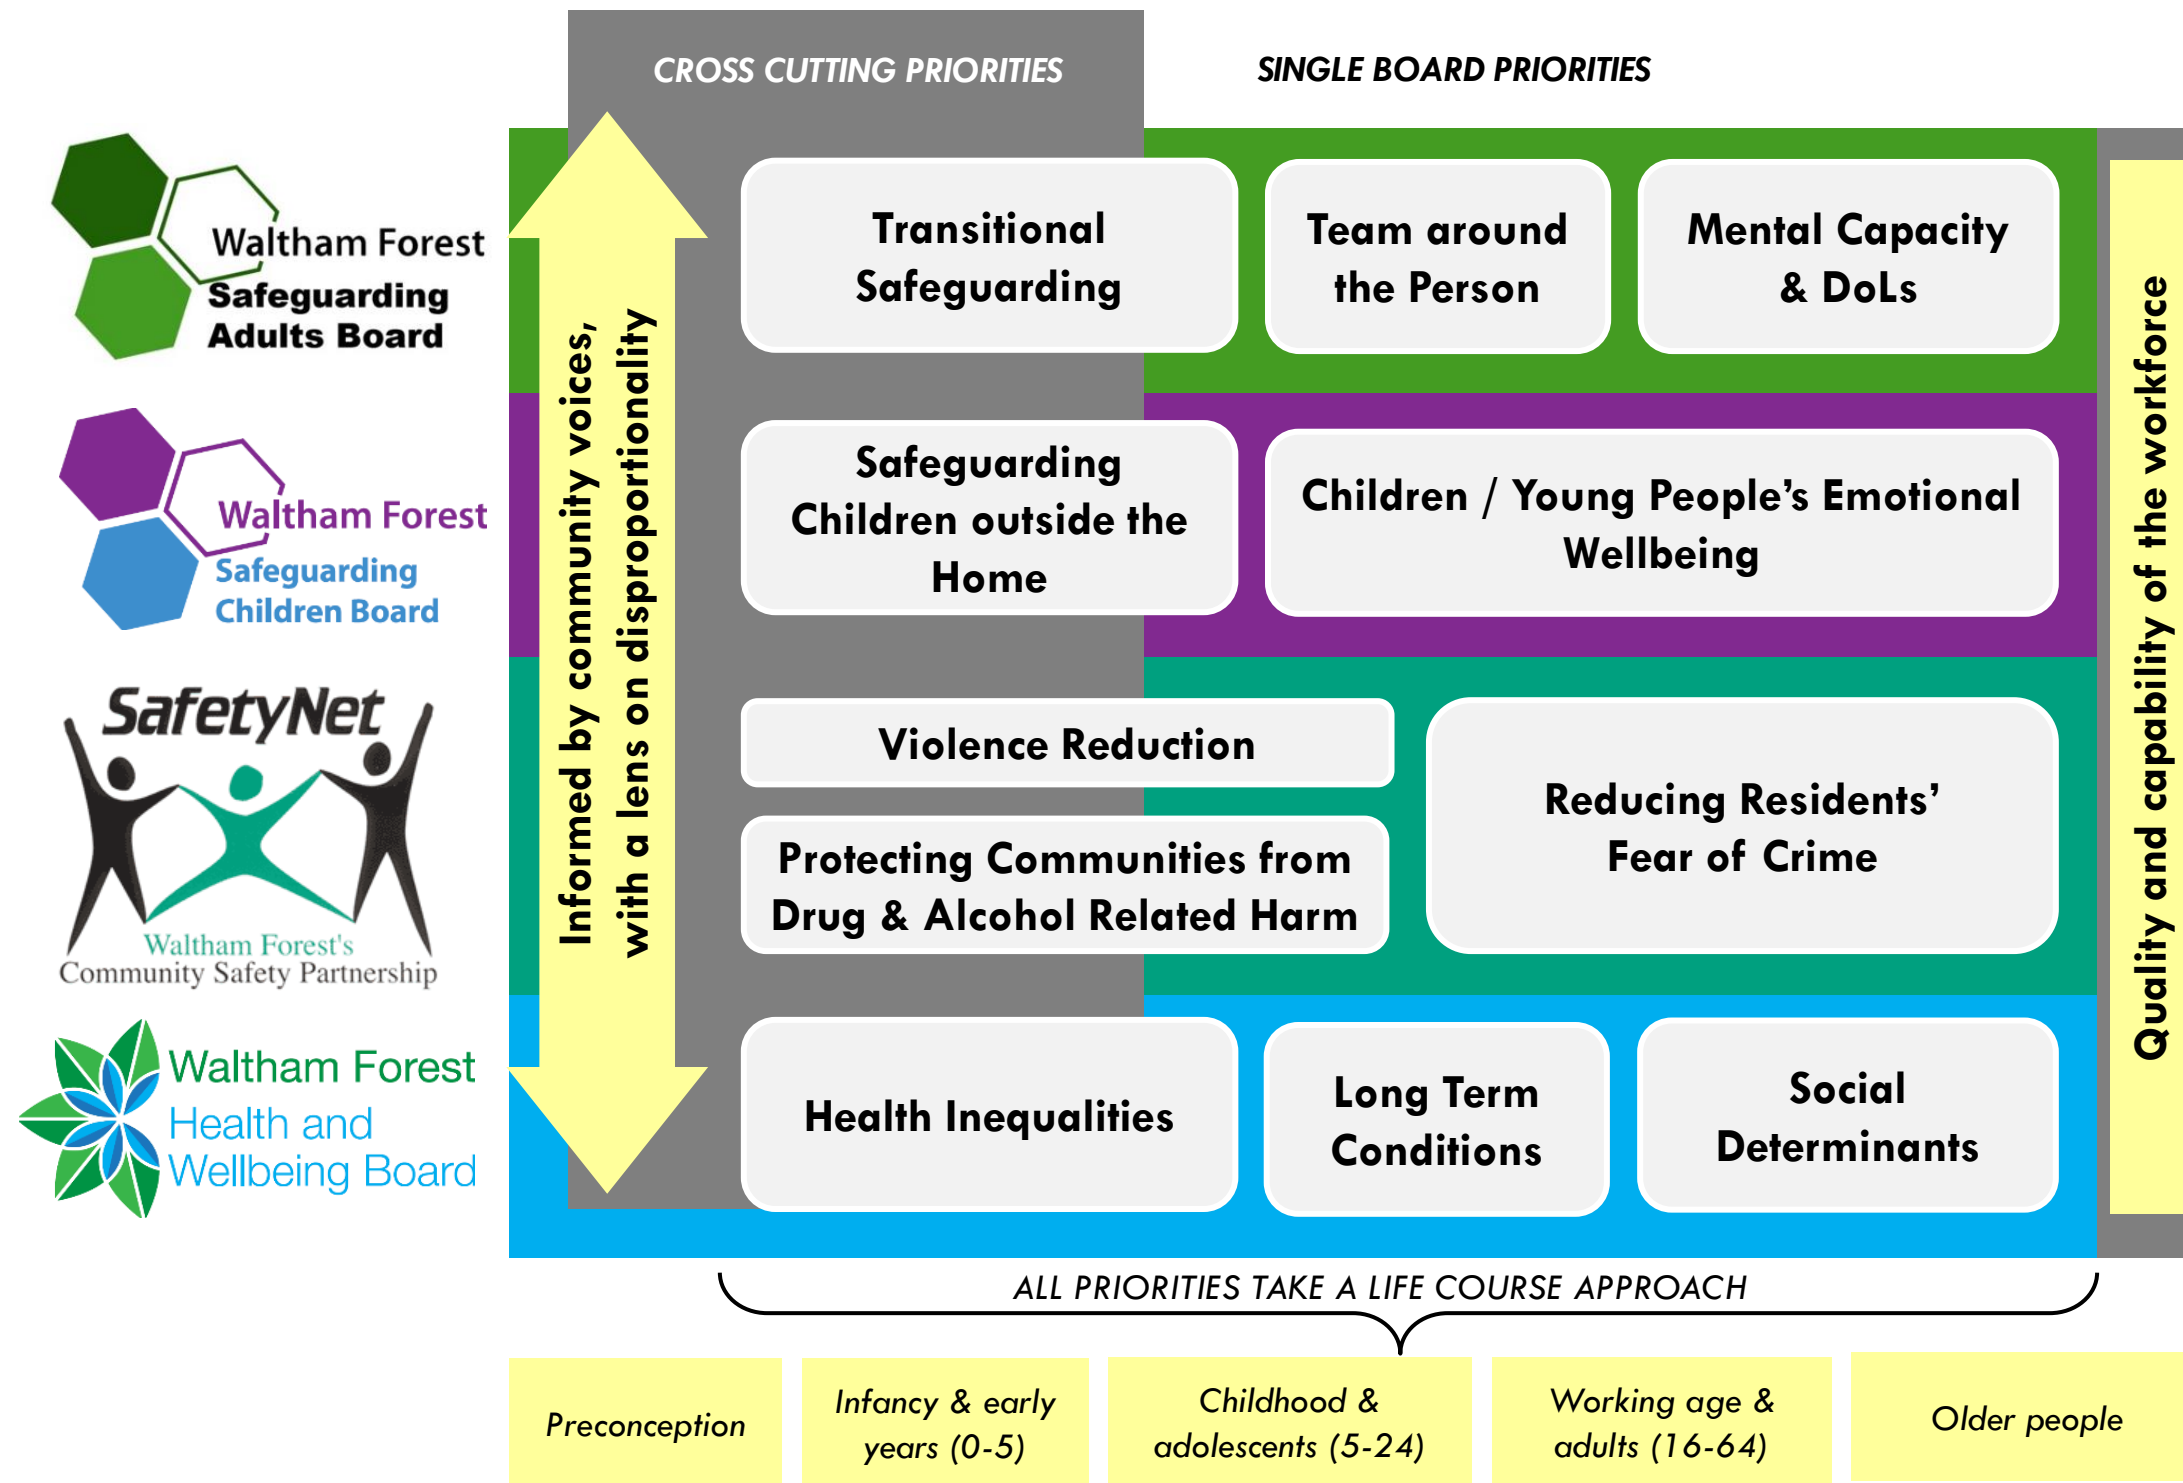 CROSS CUTTING PRIORITIES
SINGLE BOARD PRIORITIES
Waltham Forest
Safeguarding
Adults Board
Transitional
Safeguarding
Team around
the Person
Mental Capacity
& DoLs
Waltham Forest
Safeguarding
Children Board
Safeguarding
Children outside the
Home
Children / Young People’s Emotional
Wellbeing
SafetyNet
Waltham Forest's
Community Safety Partnership
Violence Reduction
Protecting Communities from
Drug & Alcohol Related Harm
Reducing Residents’
Fear of Crime
Waltham Forest
Health and
Wellbeing Board
Health Inequalities
Long Term
Conditions
Social
Determinants
Informed by community voices,
with a lens on disproportionality
Quality and capability of the workforce
ALL PRIORITIES TAKE A LIFE COURSE APPROACH
Preconception
Infancy & early
years (0-5)
Childhood &
adolescents (5-24)
Working age &
adults (16-64)
Older people